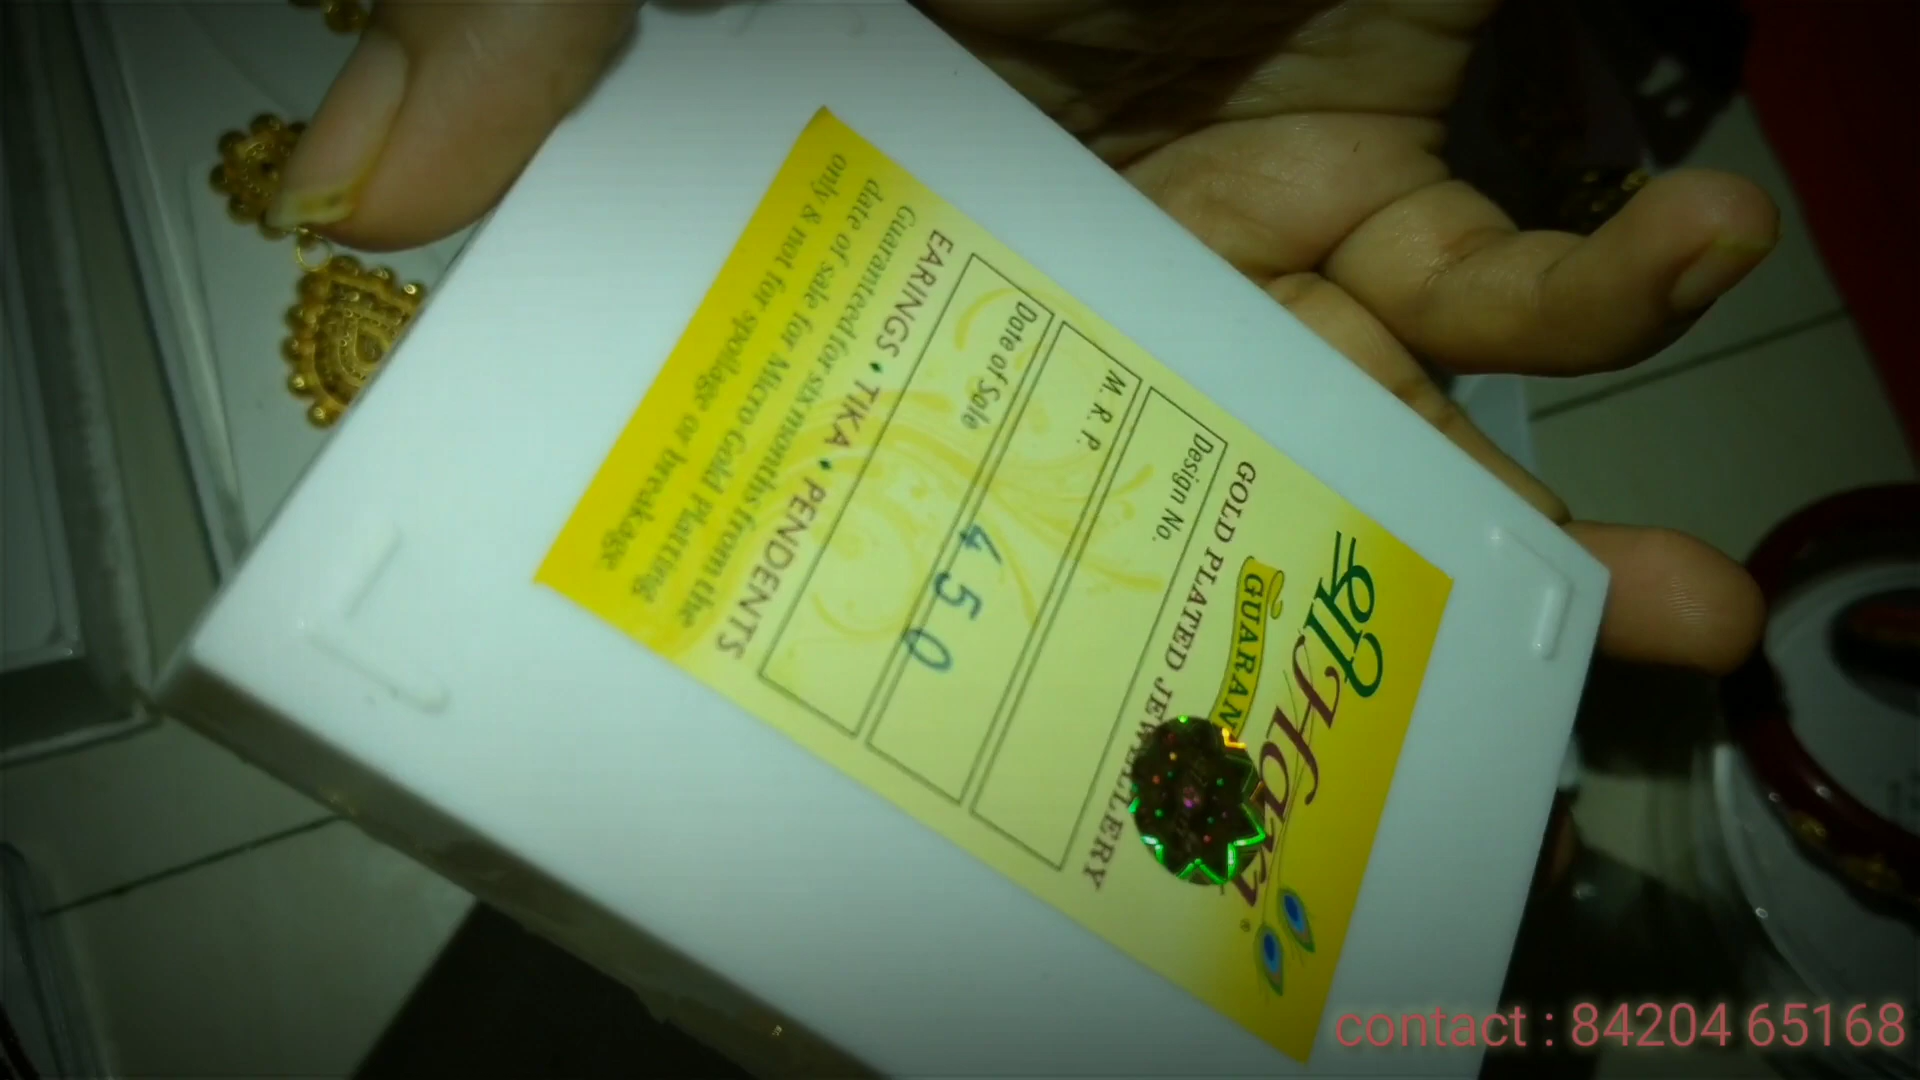 श्री Hari®
GUARAN
GOLD PLATED JEWELLERY
Design No.
M. R. P.
450
Date of Sale
EARINGS • TIKA • PENDENTS
Guaranteed for six months from the
date of sale for Micro Gold Platting
only & not for spoilage or breakage
contact : 84204 65168